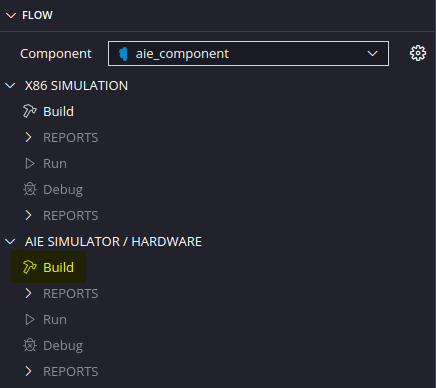 FLOW
Component aie_component
X86 SIMULATION
Build
REPORTS
Run
Debug
REPORTS
AIE SIMULATOR / HARDWARE
Build
REPORTS
Run
Debug
REPORTS